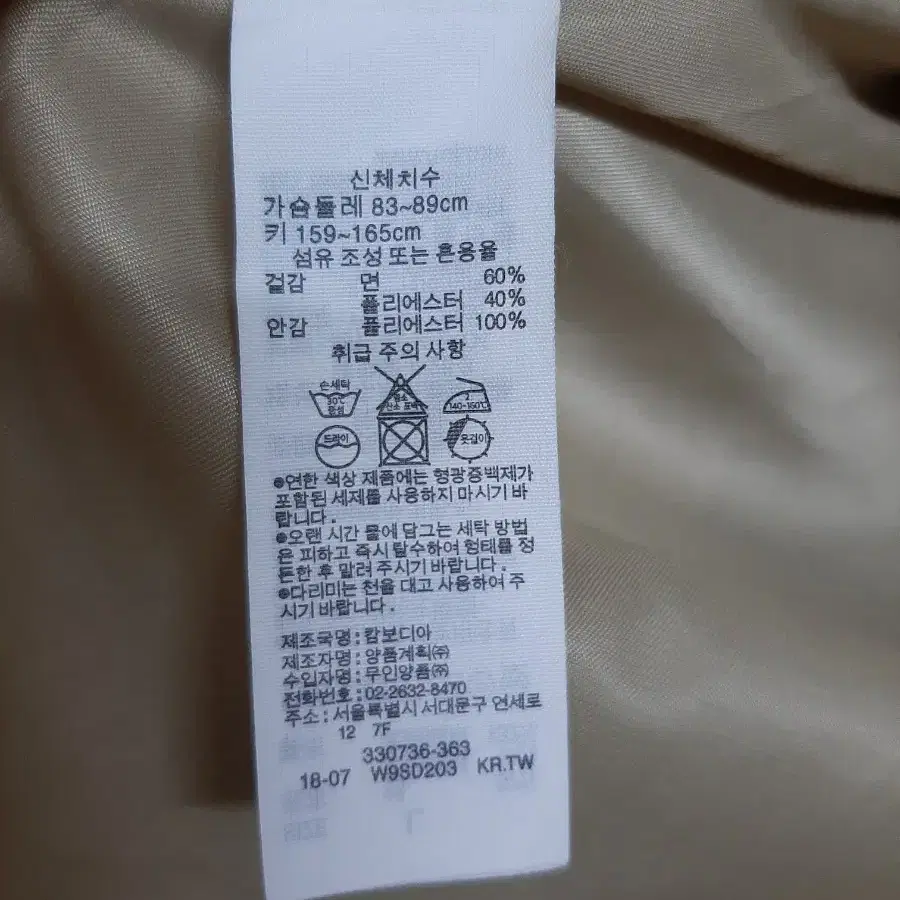 신체치수
가슴둘레 83~89cm
키 159~165cm
섬유 조성 또는 혼용율
겉감 면 60%
폴리에스터 40%
안감 폴리에스터 100%
취급 주의 사항
손세탁
30℃
중성
염소
산소 표백
2
140~160℃
드라이
옷걸이
●연한 색상 제품에는 형광증백제가
포함된 세제를 사용하지 마시기 바
랍니다.
●오랜 시간 물에 담그는 세탁 방법
은 피하고 즉시 탈수하여 형태를 정
돈한 후 말려 주시기 바랍니다.
●다리미는 천을 대고 사용하여 주
시기 바랍니다.
제조국명:캄보디아
제조자명:양품계획㈜
수입자명:무인양품㈜
전화번호:02-2632-8470
주소:서울특별시 서대문구 연세로
12 7F
330736-363
18-07 W9SD203 KR.TW